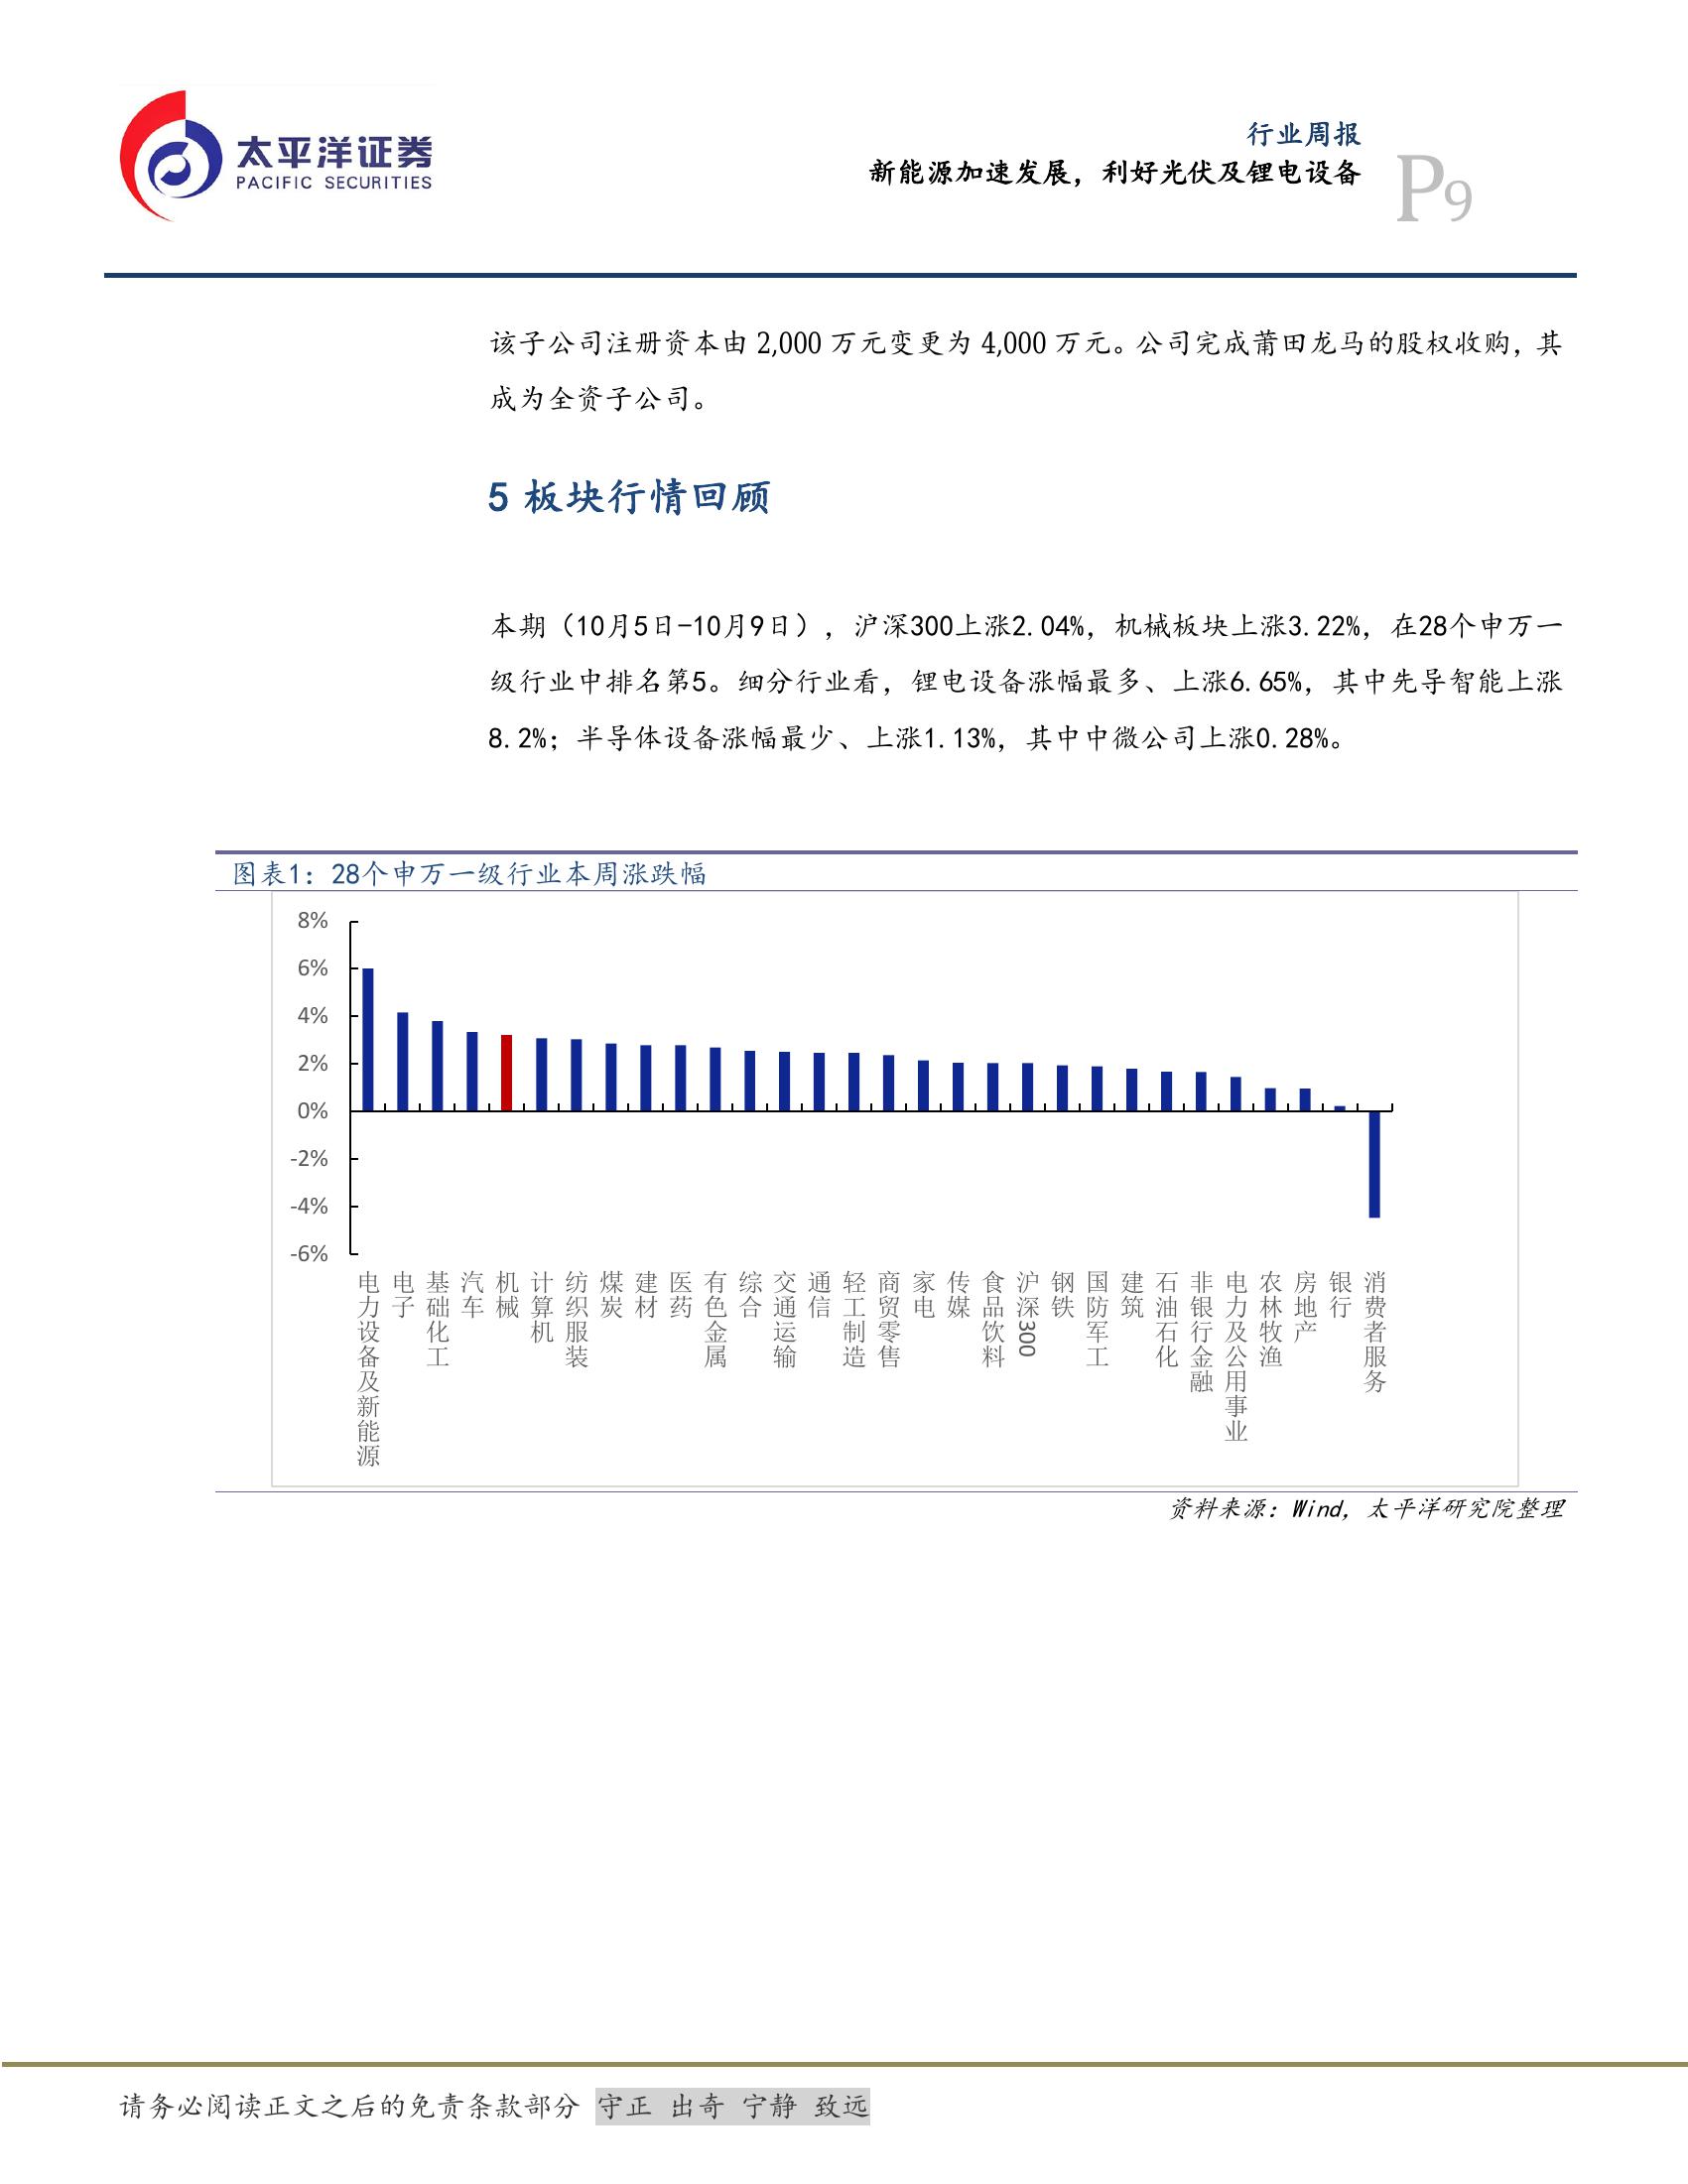 太平洋证券
PACIFIC SECURITIES
行业周报
新能源加速发展，利好光伏及锂电设备
P9
该子公司注册资本由 2,000 万元变更为 4,000 万元。公司完成莆田龙马的股权收购，其
成为全资子公司。
5 板块行情回顾
本期（10月5日-10月9日），沪深300上涨2.04%，机械板块上涨3.22%，在28个申万一
级行业中排名第5。细分行业看，锂电设备涨幅最多、上涨6.65%，其中先导智能上涨
8.2%；半导体设备涨幅最少、上涨1.13%，其中中微公司上涨0.28%。
图表1：28个申万一级行业本周涨跌幅
8%
6%
4%
2%
0%
-2%
-4%
-6%
电力设备及新能源
电子
基础化工
汽车
机械
计算机
纺织服装
煤炭
建材
医药
有色金属
综合
交通运输
通信
轻工制造
商贸零售
家电
传媒
食品饮料
沪深300
钢铁
国防军工
建筑
石油石化
非银行金融
电力及公用事业
农林牧渔
房地产
银行
消费者服务
资料来源：Wind，太平洋研究院整理
请务必阅读正文之后的免责条款部分 守正 出奇 宁静 致远